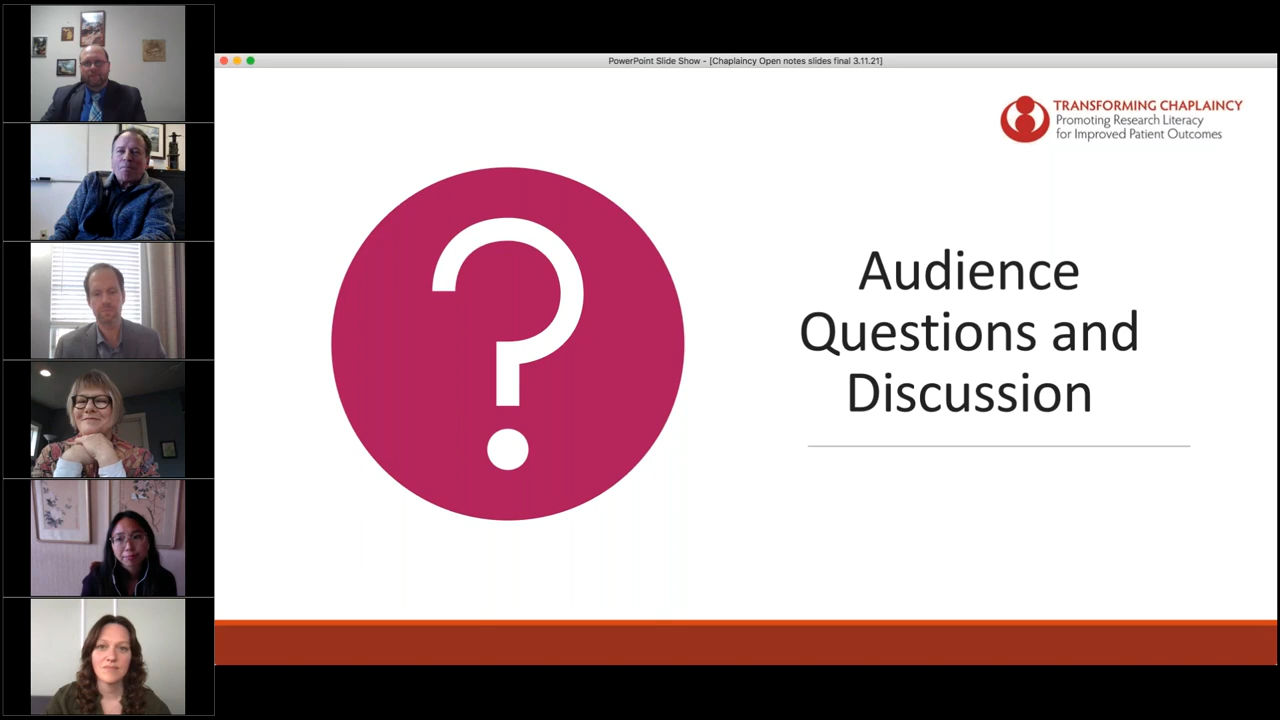 PowerPoint Slide Show - [Chaplaincy Open notes slides final 3.11.21]
TRANSFORMING CHAPLAINCY
Promoting Research Literacy
for Improved Patient Outcomes
?
Audience
Questions and
Discussion